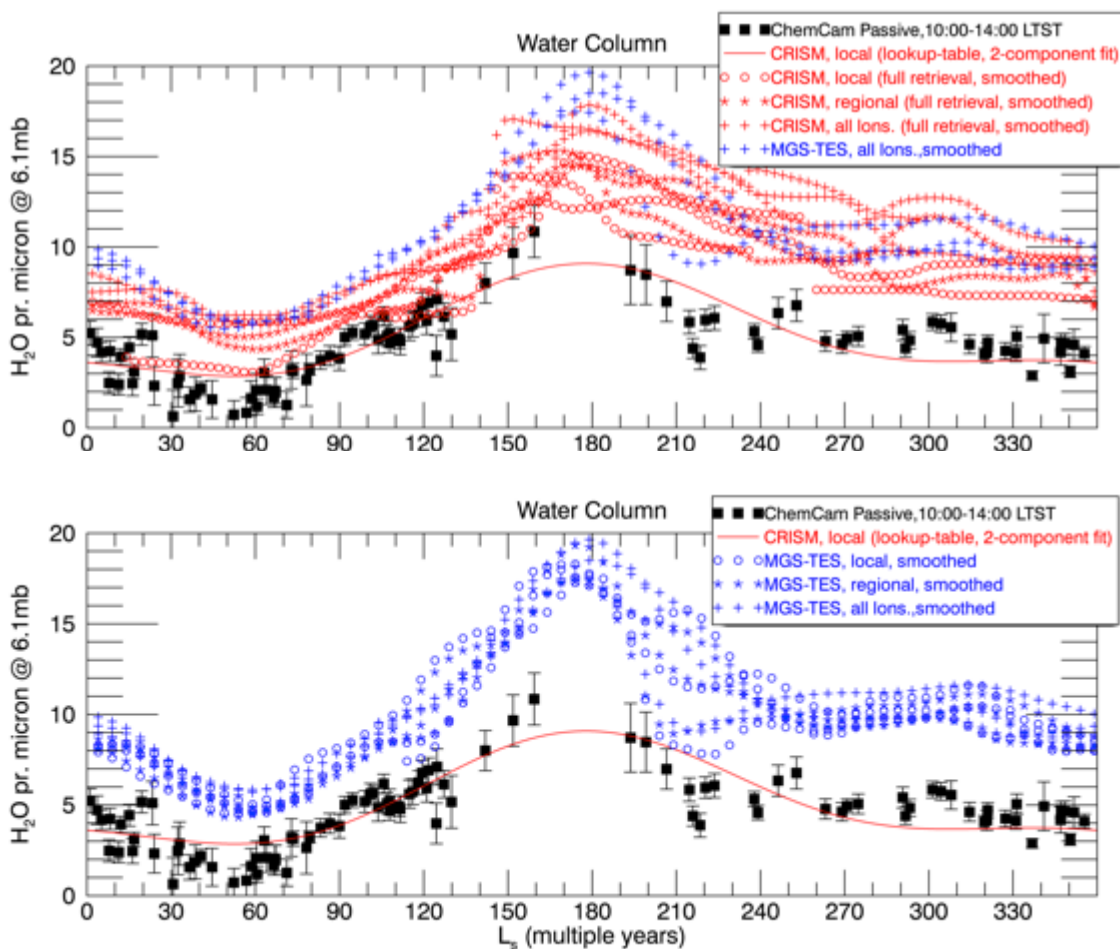 Water Column
ChemCam Passive,10:00-14:00 LTST
CRISM, local (lookup-table, 2-component fit)
CRISM, local (full retrieval, smoothed)
CRISM, regional (full retrieval, smoothed)
CRISM, all lons. (full retrieval, smoothed)
MGS-TES, all lons.,smoothed
H₂O pr. micron @ 6.1mb
20
15
10
5
0
0 30 60 90 120 150 180 210 240 270 300 330
Water Column
ChemCam Passive,10:00-14:00 LTST
CRISM, local (lookup-table, 2-component fit)
MGS-TES, local, smoothed
MGS-TES, regional, smoothed
MGS-TES, all lons.,smoothed
H₂O pr. micron @ 6.1mb
20
15
10
5
0
0 30 60 90 120 150 180 210 240 270 300 330
Lₛ (multiple years)